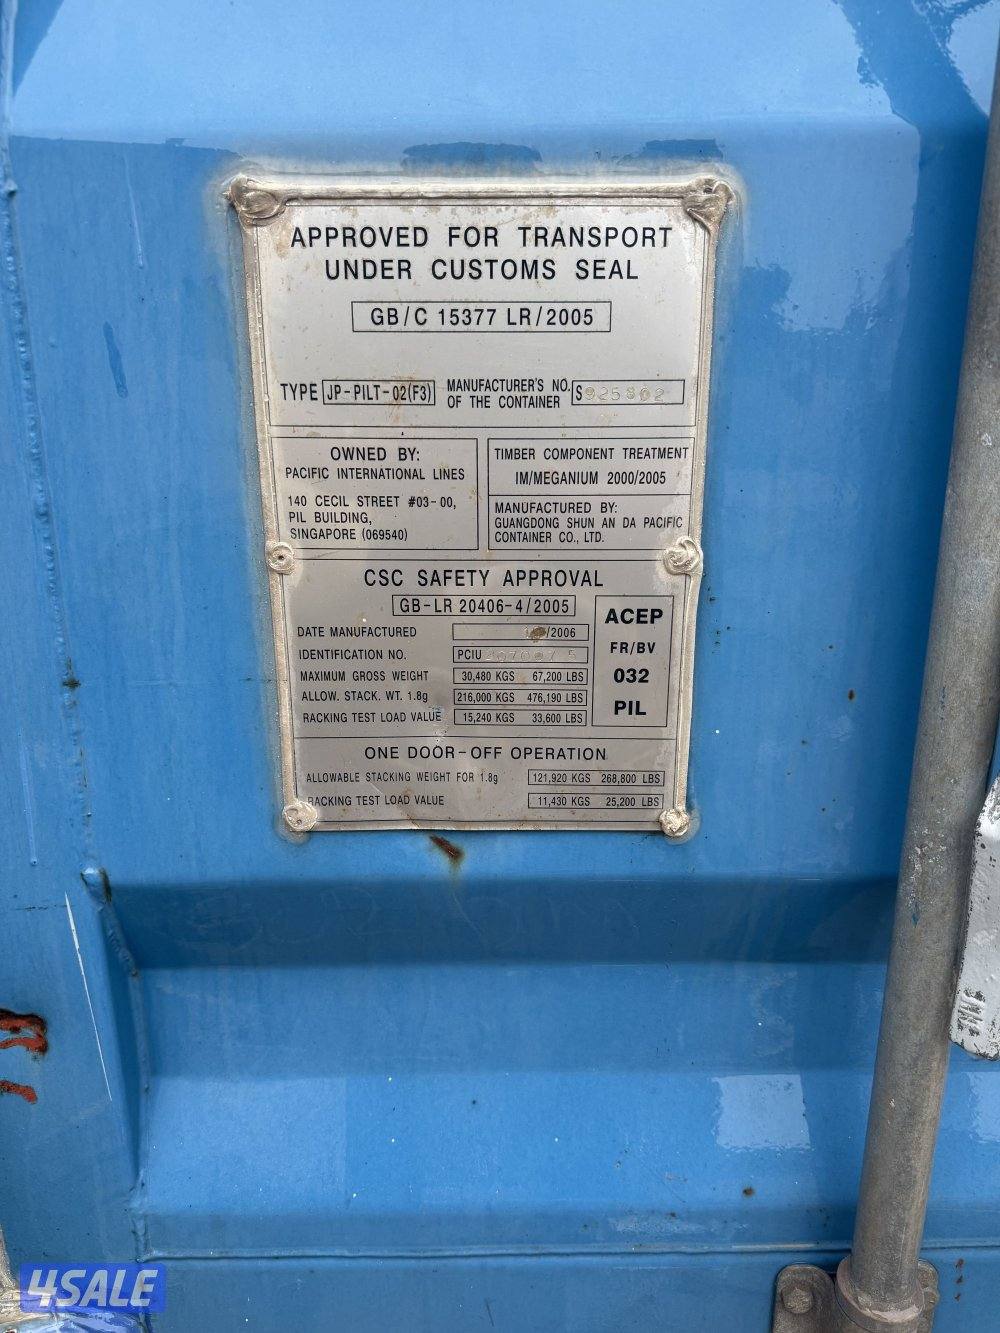 APPROVED FOR TRANSPORT
UNDER CUSTOMS SEAL
GB/C 15377 LR/2005
TYPE JP-PILT-02(F3) MANUFACTURER'S NO. OF THE CONTAINER
OWNED BY:
PACIFIC INTERNATIONAL LINES
140 CECIL STREET #03-00,
PIL BUILDING,
SINGAPORE (069540)
TIMBER COMPONENT TREATMENT
IM/MEGANIUM 2000/2005
MANUFACTURED BY:
GUANGDONG SHUN AN DA PACIFIC
CONTAINER CO., LTD.
CSC SAFETY APPROVAL
GB-LR 20406-4/2005
DATE MANUFACTURED /2006
IDENTIFICATION NO. PCIU
MAXIMUM GROSS WEIGHT 30,480 KGS 67,200 LBS
ALLOW. STACK. WT. 1.8g 216,000 KGS 476,190 LBS
RACKING TEST LOAD VALUE 15,240 KGS 33,600 LBS
ACEP
FR/BV
032
PIL
ONE DOOR-OFF OPERATION
ALLOWABLE STACKING WEIGHT FOR 1.8g 121,920 KGS 268,800 LBS
RACKING TEST LOAD VALUE 11,430 KGS 25,200 LBS
4SALE